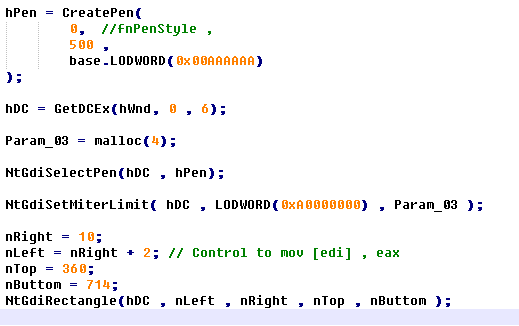 hPen = CreatePen(
0, //fnPenStyle ,
500 ,
base.LODWORD(0x00AAAAAA)
);
hDC = GetDCEx(hWnd, 0 , 6);
Param_03 = malloc(4);
NtGdiSelectPen(hDC , hPen);
NtGdiSetMiterLimit( hDC , LODWORD(0xA0000000) , Param_03 );
nRight = 10;
nLeft = nRight + 2; // Control to mov [edi] , eax
nTop = 360;
nButtom = 714;
NtGdiRectangle(hDC , nLeft , nRight , nTop , nButtom );